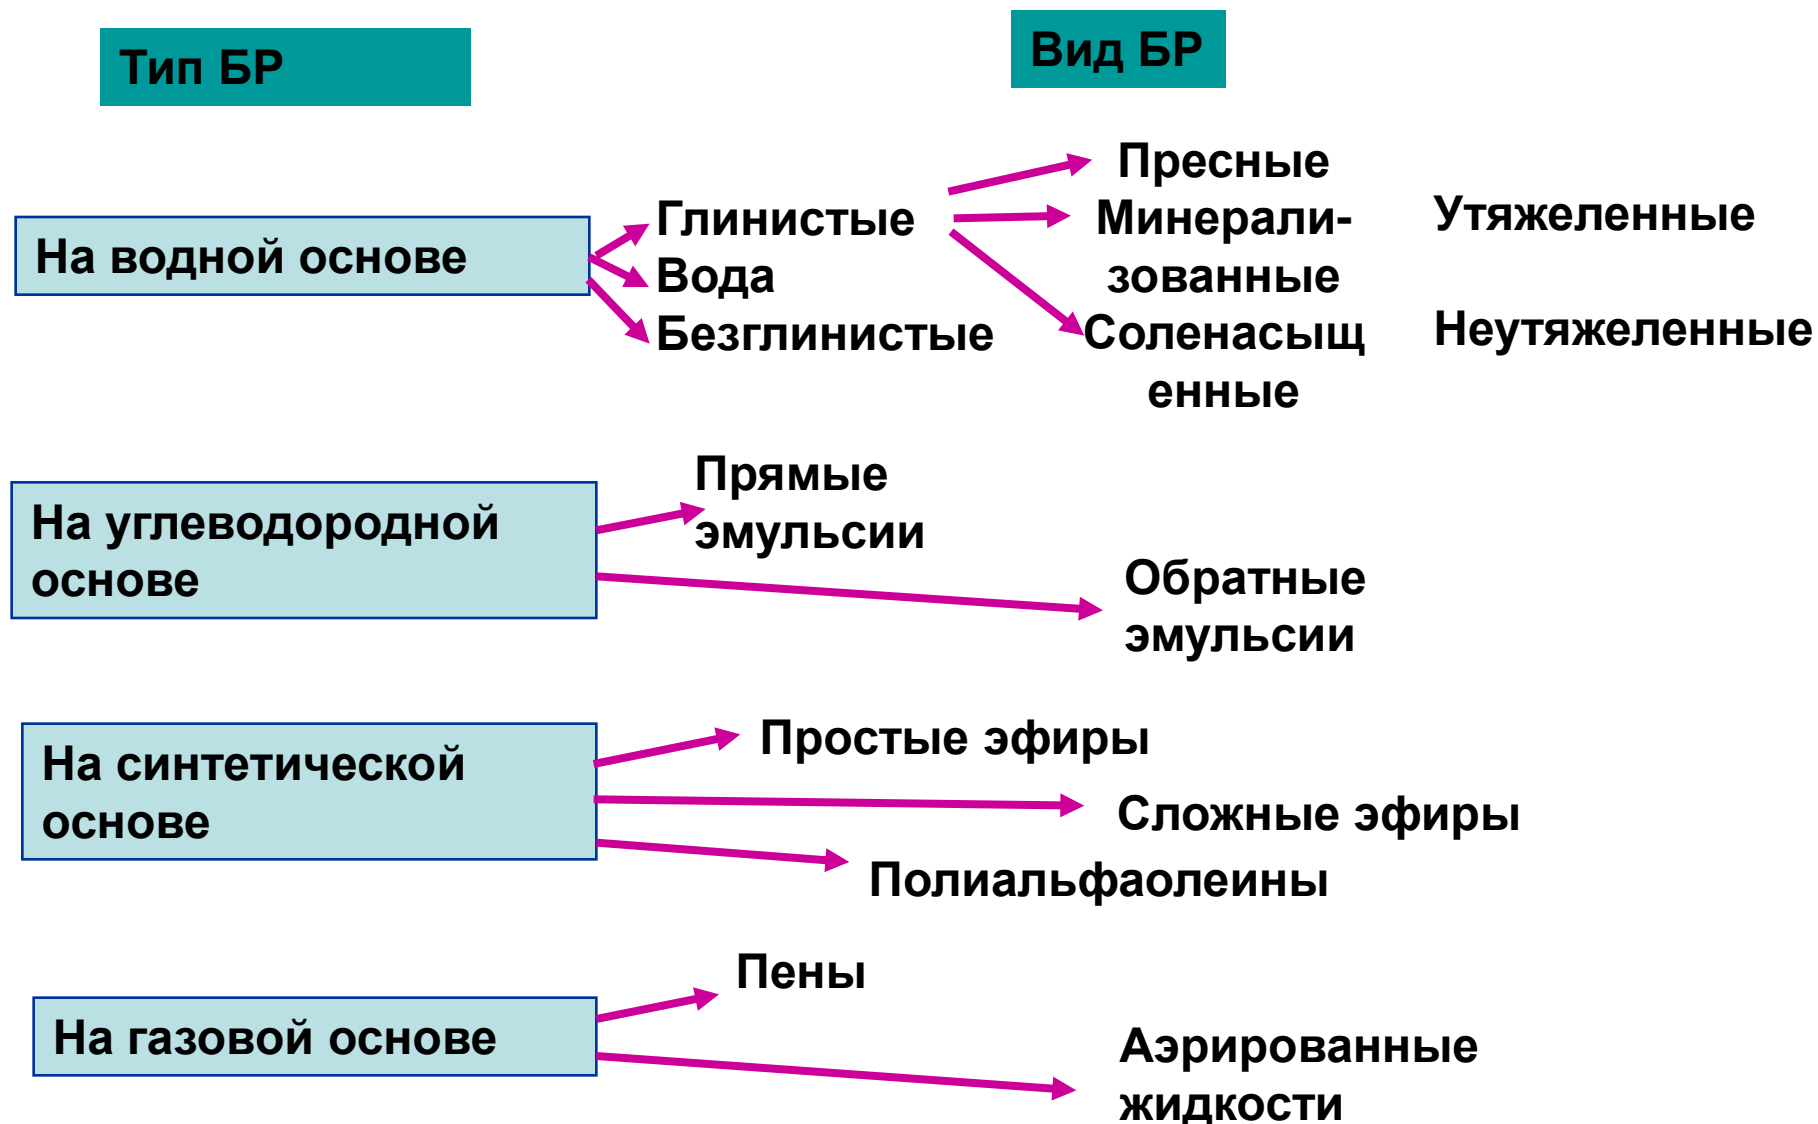 Тип БР
Вид БР
На водной основе
Глинистые
Вода
Безглинистые
Пресные
Минерали-
зованные
Соленасыщ
енные
Утяжеленные
Неутяжеленные
На углеводородной
основе
Прямые
эмульсии
Обратные
эмульсии
На синтетической
основе
Простые эфиры
Сложные эфиры
Полиальфаолеины
На газовой основе
Пены
Аэрированные
жидкости